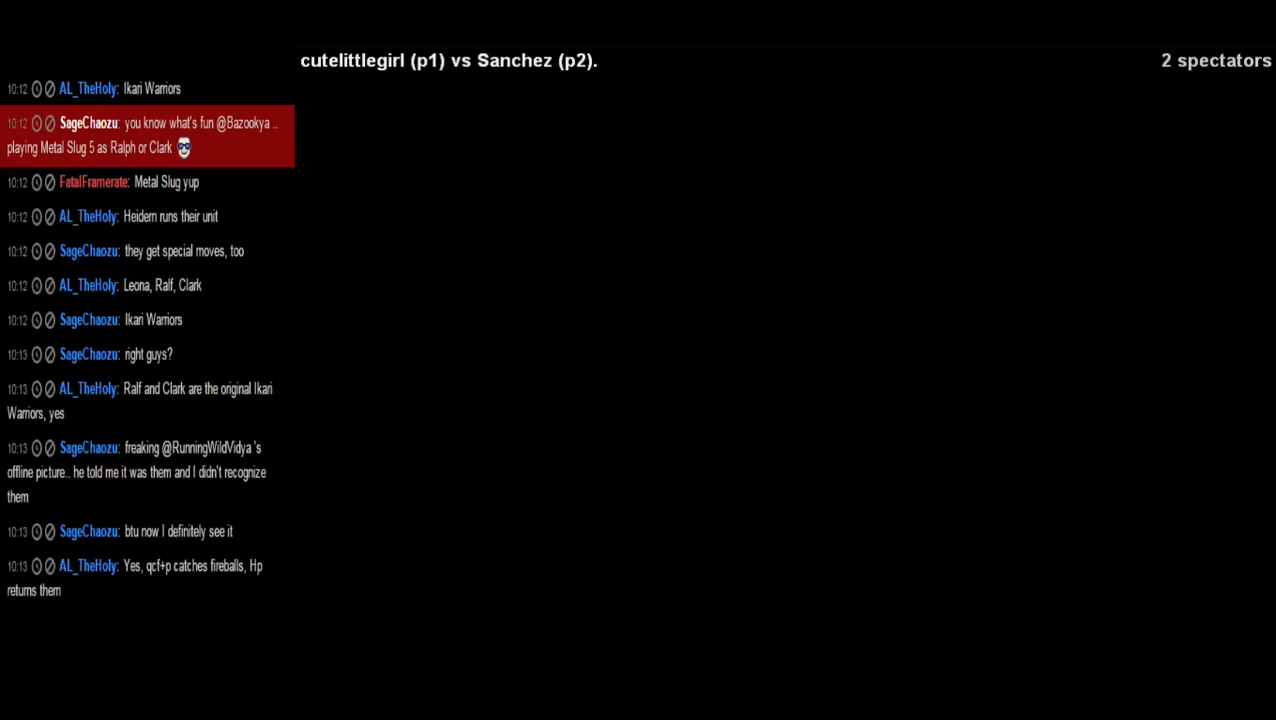 cutelittlegirl (p1) vs Sanchez (p2).
2 spectators
10:12 AL_TheHoly: Ikari Warriors
10:12 SageChaozu: you know what's fun @Bazookya ..
playing Metal Slug 5 as Ralph or Clark
10:12 FatalFramerate: Metal Slug yup
10:12 AL_TheHoly: Heidern runs their unit
10:12 SageChaozu: they get special moves, too
10:12 AL_TheHoly: Leona, Ralf, Clark
10:12 SageChaozu: Ikari Warriors
10:13 SageChaozu: right guys?
10:13 AL_TheHoly: Ralf and Clark are the original Ikari
Warriors, yes
10:13 SageChaozu: freaking @RunningWildVidya 's
offline picture.. he told me it was them and I didn't recognize
them
10:13 SageChaozu: btu now I definitely see it
10:13 AL_TheHoly: Yes, qcf+p catches fireballs, Hp
returns them